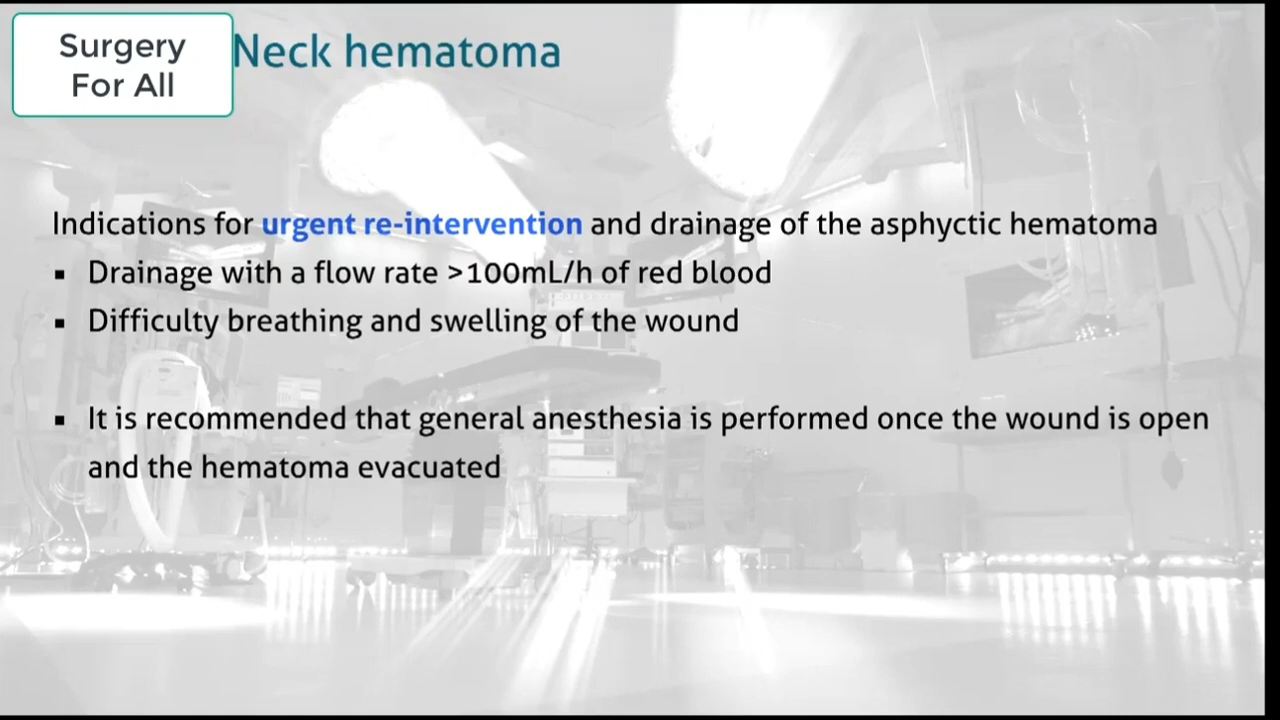 Surgery
For All
Neck hematoma
Indications for urgent re-intervention and drainage of the asphyctic hematoma
▪ Drainage with a flow rate >100mL/h of red blood
▪ Difficulty breathing and swelling of the wound
▪ It is recommended that general anesthesia is performed once the wound is open
and the hematoma evacuated